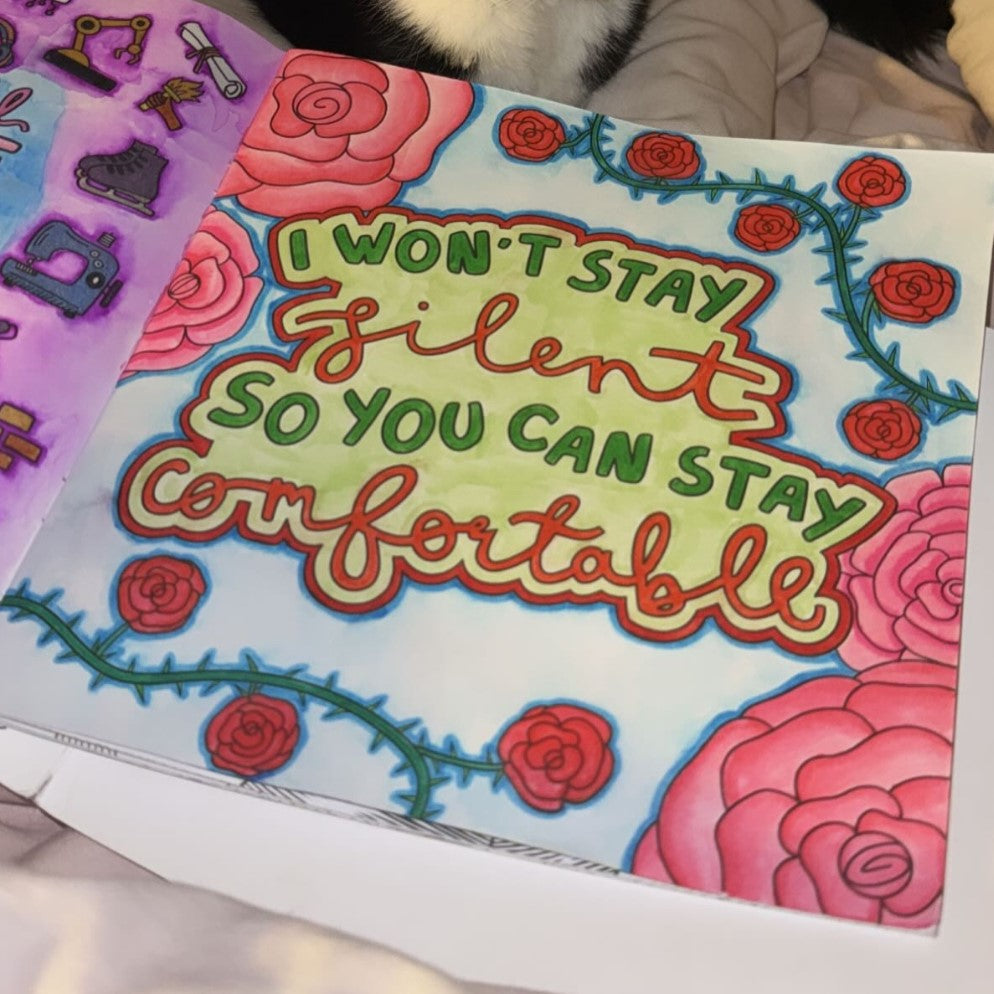 I WON'T STAY
silent
SO YOU CAN STAY
comfortable